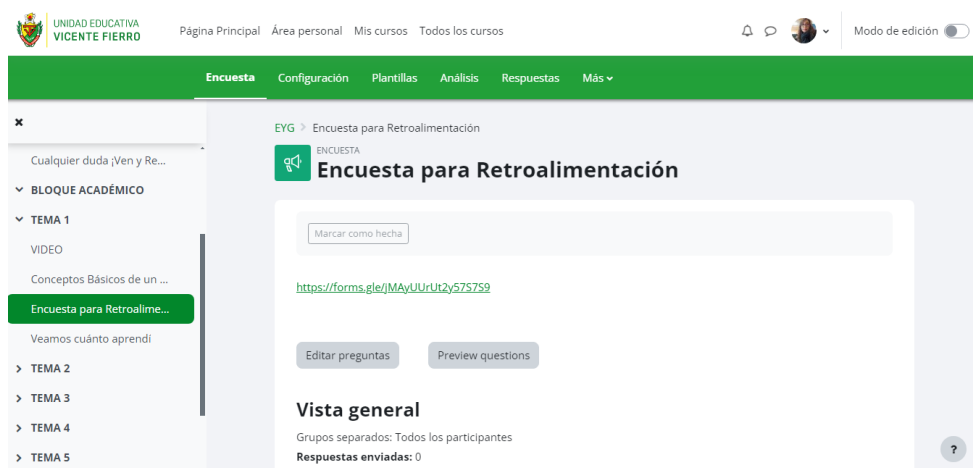 UNIDAD EDUCATIVA
VICENTE FIERRO
Página Principal Área personal Mis cursos Todos los cursos
Modo de edición
Encuesta Configuración Plantillas Análisis Respuestas Más
EYG > Encuesta para Retroalimentación
ENCUESTA
Encuesta para Retroalimentación
Cualquier duda ¡Ven y Re...
BLOQUE ACADÉMICO
TEMA 1
VIDEO
Conceptos Básicos de un ...
Encuesta para Retroalime...
Veamos cuánto aprendí
TEMA 2
TEMA 3
TEMA 4
TEMA 5
Marcar como hecha
https://forms.gle/jMAyUUrUt2y57S7S9
Editar preguntas Preview questions
Vista general
Grupos separados: Todos los participantes
Respuestas enviadas: 0
?